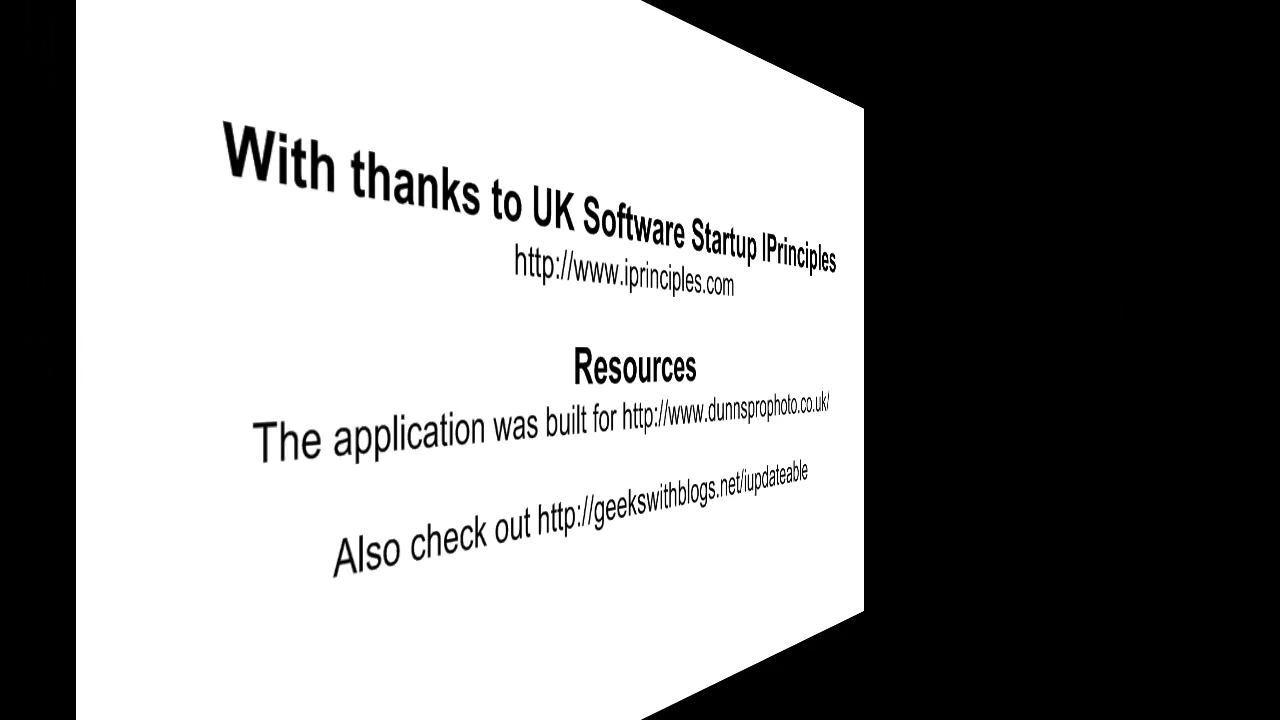 With thanks to UK Software Startup IPrinciples
http://www.iprinciples.com
Resources
The application was built for http://www.dunnsprophoto.co.uk/
Also check out http://geekswithblogs.net/iupdateable